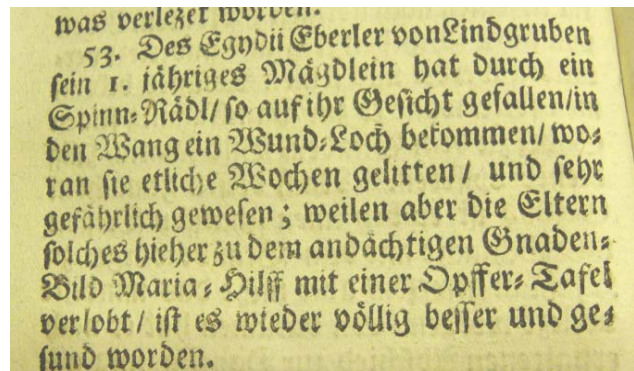 was verlezet worden.
53. Des Egydii Eberler von Lindgruben
sein 1. jähriges Mägdlein hat durch ein
Spinn-Rädl/ so auf ihr Gesicht gefallen/in
den Wang ein Wund-Loch bekommen/ wo-
ran sie etliche Wochen gelitten / und sehr
gefährlich gewesen ; weilen aber die Eltern
solches hieher zu dem andächtigen Gnaden-
Bild Maria-Hilff mit einer Opffer-Tafel
verlobt/ ist es wieder völlig besser und ge-
sund worden.